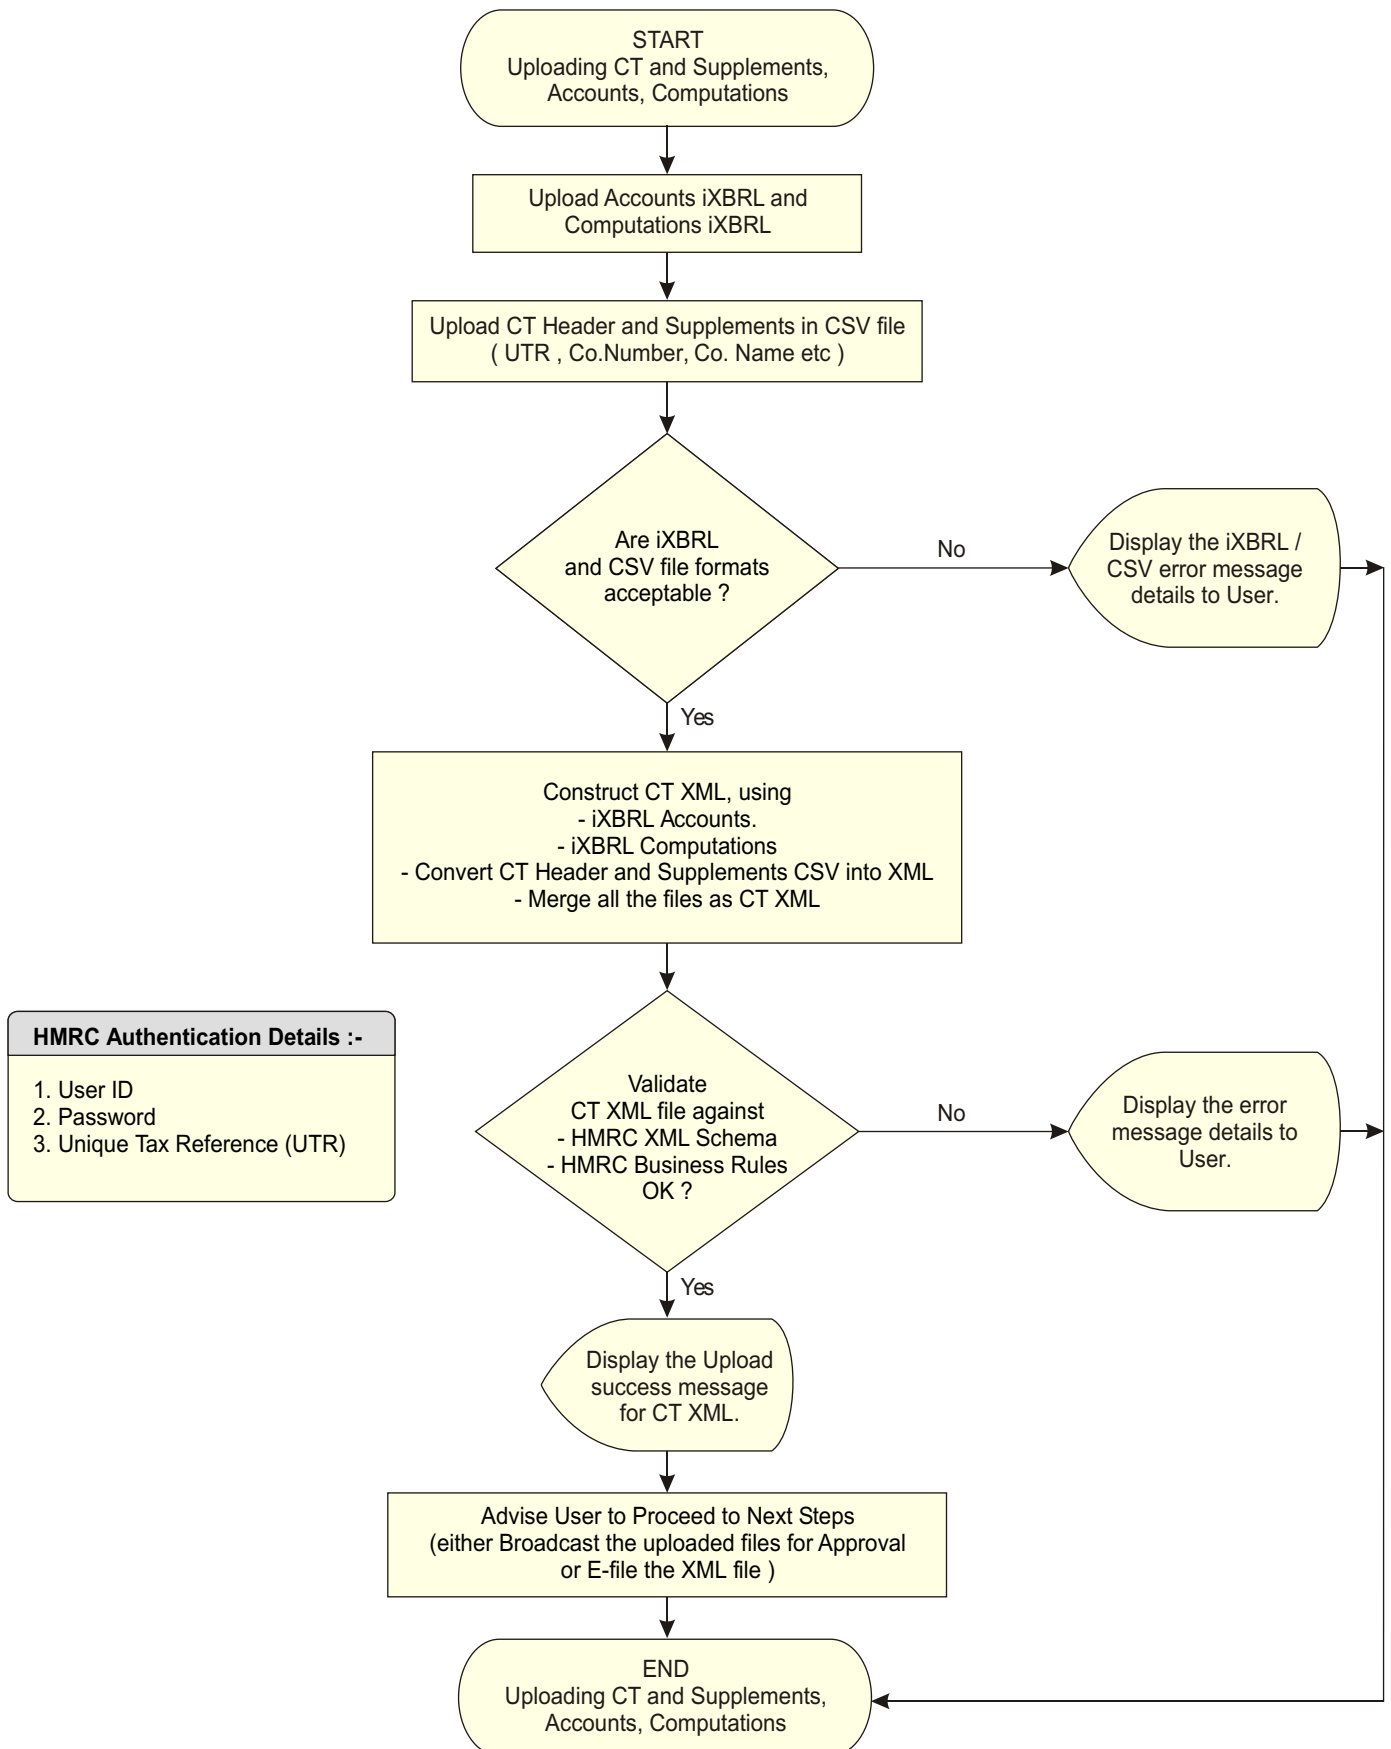 START
Uploading CT and Supplements,
Accounts, Computations
Upload Accounts iXBRL and
Computations iXBRL
Upload CT Header and Supplements in CSV file
( UTR , Co.Number, Co. Name etc )
Are iXBRL
and CSV file formats
acceptable ?
No
Display the iXBRL /
CSV error message
details to User.
Yes
Construct CT XML, using
- iXBRL Accounts.
- iXBRL Computations
- Convert CT Header and Supplements CSV into XML
- Merge all the files as CT XML
HMRC Authentication Details :-
1. User ID
2. Password
3. Unique Tax Reference (UTR)
Validate
CT XML file against
- HMRC XML Schema
- HMRC Business Rules
OK ?
No
Display the error
message details to
User.
Yes
Display the Upload
success message
for CT XML.
Advise User to Proceed to Next Steps
(either Broadcast the uploaded files for Approval
or E-file the XML file )
END
Uploading CT and Supplements,
Accounts, Computations